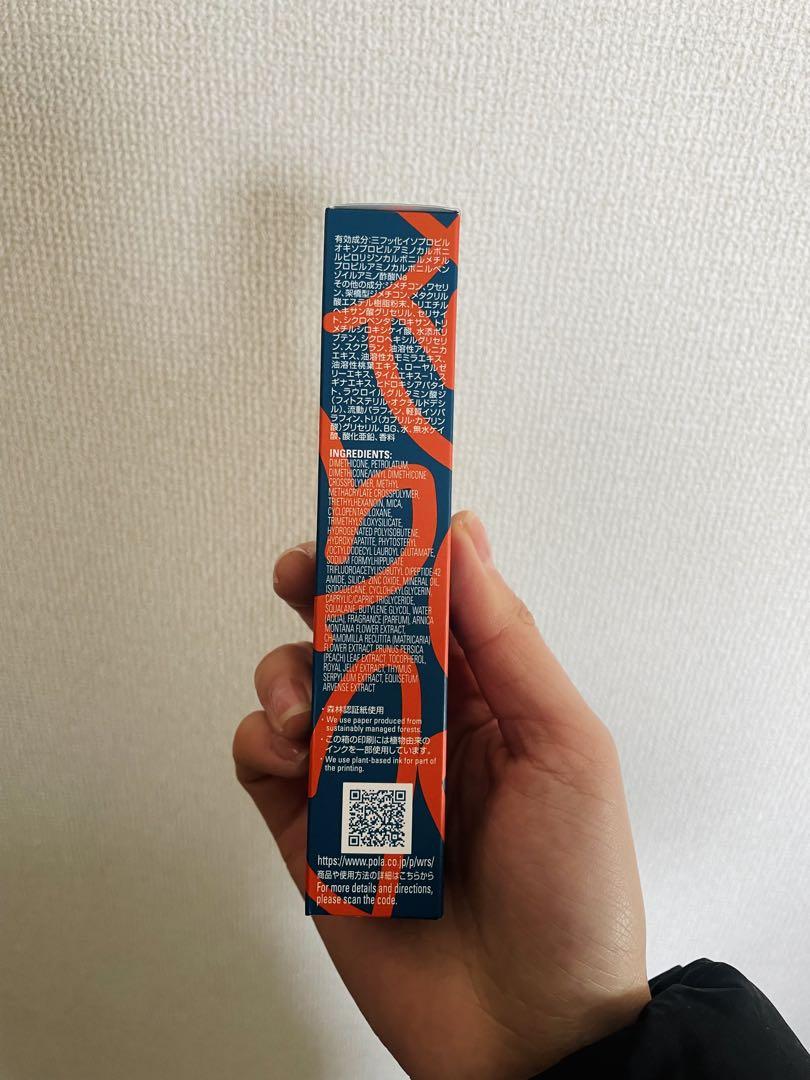 有効成分:三フッ化イソプロピル
オキソプロピルアミノカルボニ
ルピロリジンカルボニルメチル
プロピルアミノカルボニルベン
ゾイルアミノ酢酸Na
その他の成分:ジメチコン、ワセリ
ン、架橋型ジメチコン、メタクリル
酸エステル樹脂粉末、トリエチル
ヘキサン酸グリセリル、セリサイ
ト、シクロペンタシロキサン、トリ
メチルシロキシケイ酸、水添ポリ
ブテン、シクロヘキシルグリセリ
ン、スクワラン、油溶性アルニカ
エキス、油溶性カモミラエキス、
油溶性桃葉エキス、ローヤルゼ
リーエキス、タイムエキス-1、ス
ギナエキス、ヒドロキシアパタイ
ト、ラウロイルグルタミン酸ジ
(フィトステリル・オクチルドデシ
ル)、流動パラフィン、軽質イソパ
ラフィン、トリ(カプリル・カプリン
酸)グリセリル、BG、水、無水ケイ
酸、酸化亜鉛、香料
INGREDIENTS:
DIMETHICONE, PETROLATUM,
DIMETHICONE/VINYL DIMETHICONE
CROSSPOLYMER, METHYL
METHACRYLATE CROSSPOLYMER,
TRIETHYLHEXANOIN, MICA,
CYCLOPENTASILOXANE,
TRIMETHYLSILOXYSILICATE,
HYDROGENATED POLYISOBUTENE,
HYDROXYAPATITE, PHYTOSTERYL
/OCTYLDODECYL LAUROYL GLUTAMATE,
SODIUM FORMYLHIPPURATE
TRIFLUOROACETYLISOBUTYL DIPEPTIDE-42
AMIDE, SILICA, ZINC OXIDE, MINERAL OIL,
ISODODECANE, CYCLOHEXYLGLYCERIN,
CAPRYLIC/CAPRIC TRIGLYCERIDE,
SQUALANE, BUTYLENE GLYCOL, WATER
(AQUA), FRAGRANCE (PARFUM), ARNICA
MONTANA FLOWER EXTRACT,
CHAMOMILLA RECUTITA (MATRICARIA)
FLOWER EXTRACT, PRUNUS PERSICA
(PEACH) LEAF EXTRACT, TOCOPHEROL,
ROYAL JELLY EXTRACT, THYMUS
SERPYLLUM EXTRACT, EQUISETUM
ARVENSE EXTRACT
・森林認証紙使用
・We use paper produced from
sustainably managed forests.
・この箱の印刷には植物由来の
インクを一部使用しています。
・We use plant-based ink for part of
the printing.
https://www.pola.co.jp/p/wrs/
商品や使用方法の詳細はこちらから
For more details and directions,
please scan the code.